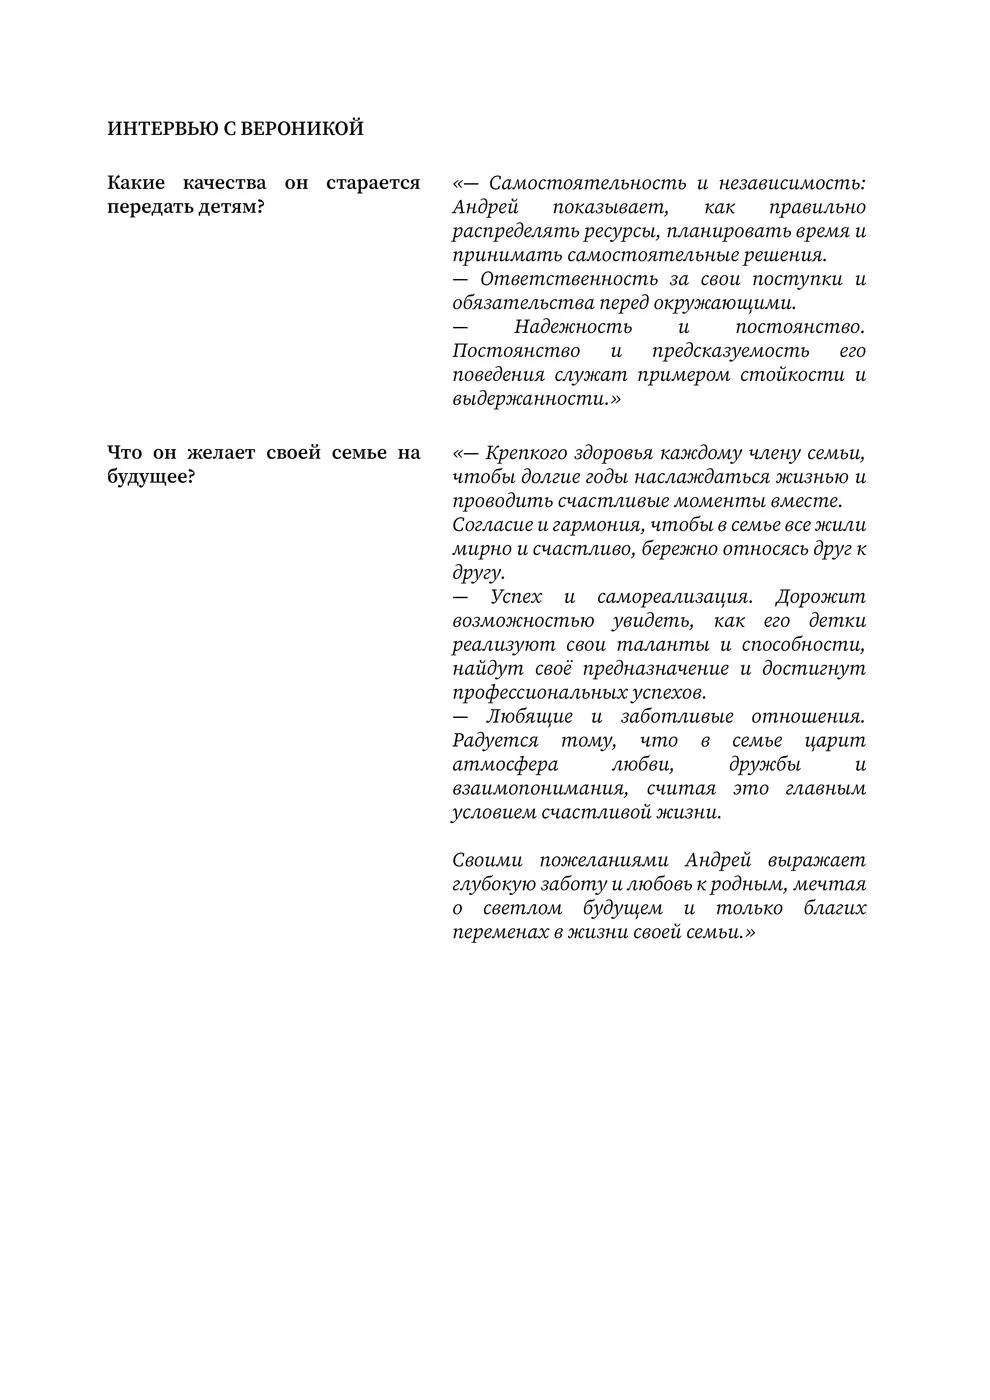 ИНТЕРВЬЮ С ВЕРОНИКОЙ
Какие качества он старается
передать детям?
«— Самостоятельность и независимость:
Андрей показывает, как правильно
распределять ресурсы, планировать время и
принимать самостоятельные решения.
— Ответственность за свои поступки и
обязательства перед окружающими.
— Надежность и постоянство.
Постоянство и предсказуемость его
поведения служат примером стойкости и
выдержанности.»
Что он желает своей семье на
будущее?
«— Крепкого здоровья каждому члену семьи,
чтобы долгие годы наслаждаться жизнью и
проводить счастливые моменты вместе.
Согласие и гармония, чтобы в семье все жили
мирно и счастливо, бережно относясь друг к
другу.
— Успех и самореализация. Дорожит
возможностью увидеть, как его детки
реализуют свои таланты и способности,
найдут своё предназначение и достигнут
профессиональных успехов.
— Любящие и заботливые отношения.
Радуется тому, что в семье царит
атмосфера любви, дружбы и
взаимопонимания, считая это главным
условием счастливой жизни.
Своими пожеланиями Андрей выражает
глубокую заботу и любовь к родным, мечтая
о светлом будущем и только благих
переменах в жизни своей семьи.»